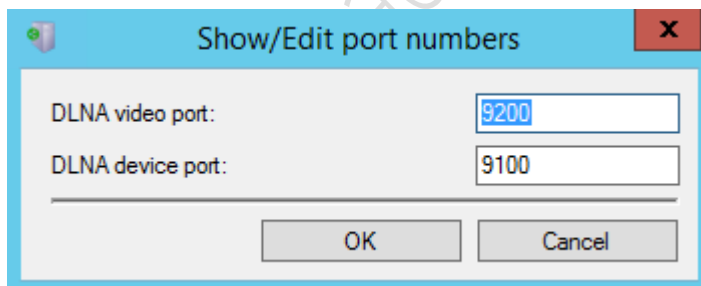 Show/Edit port numbers
x
DLNA video port: 9200
DLNA device port: 9100
OK Cancel